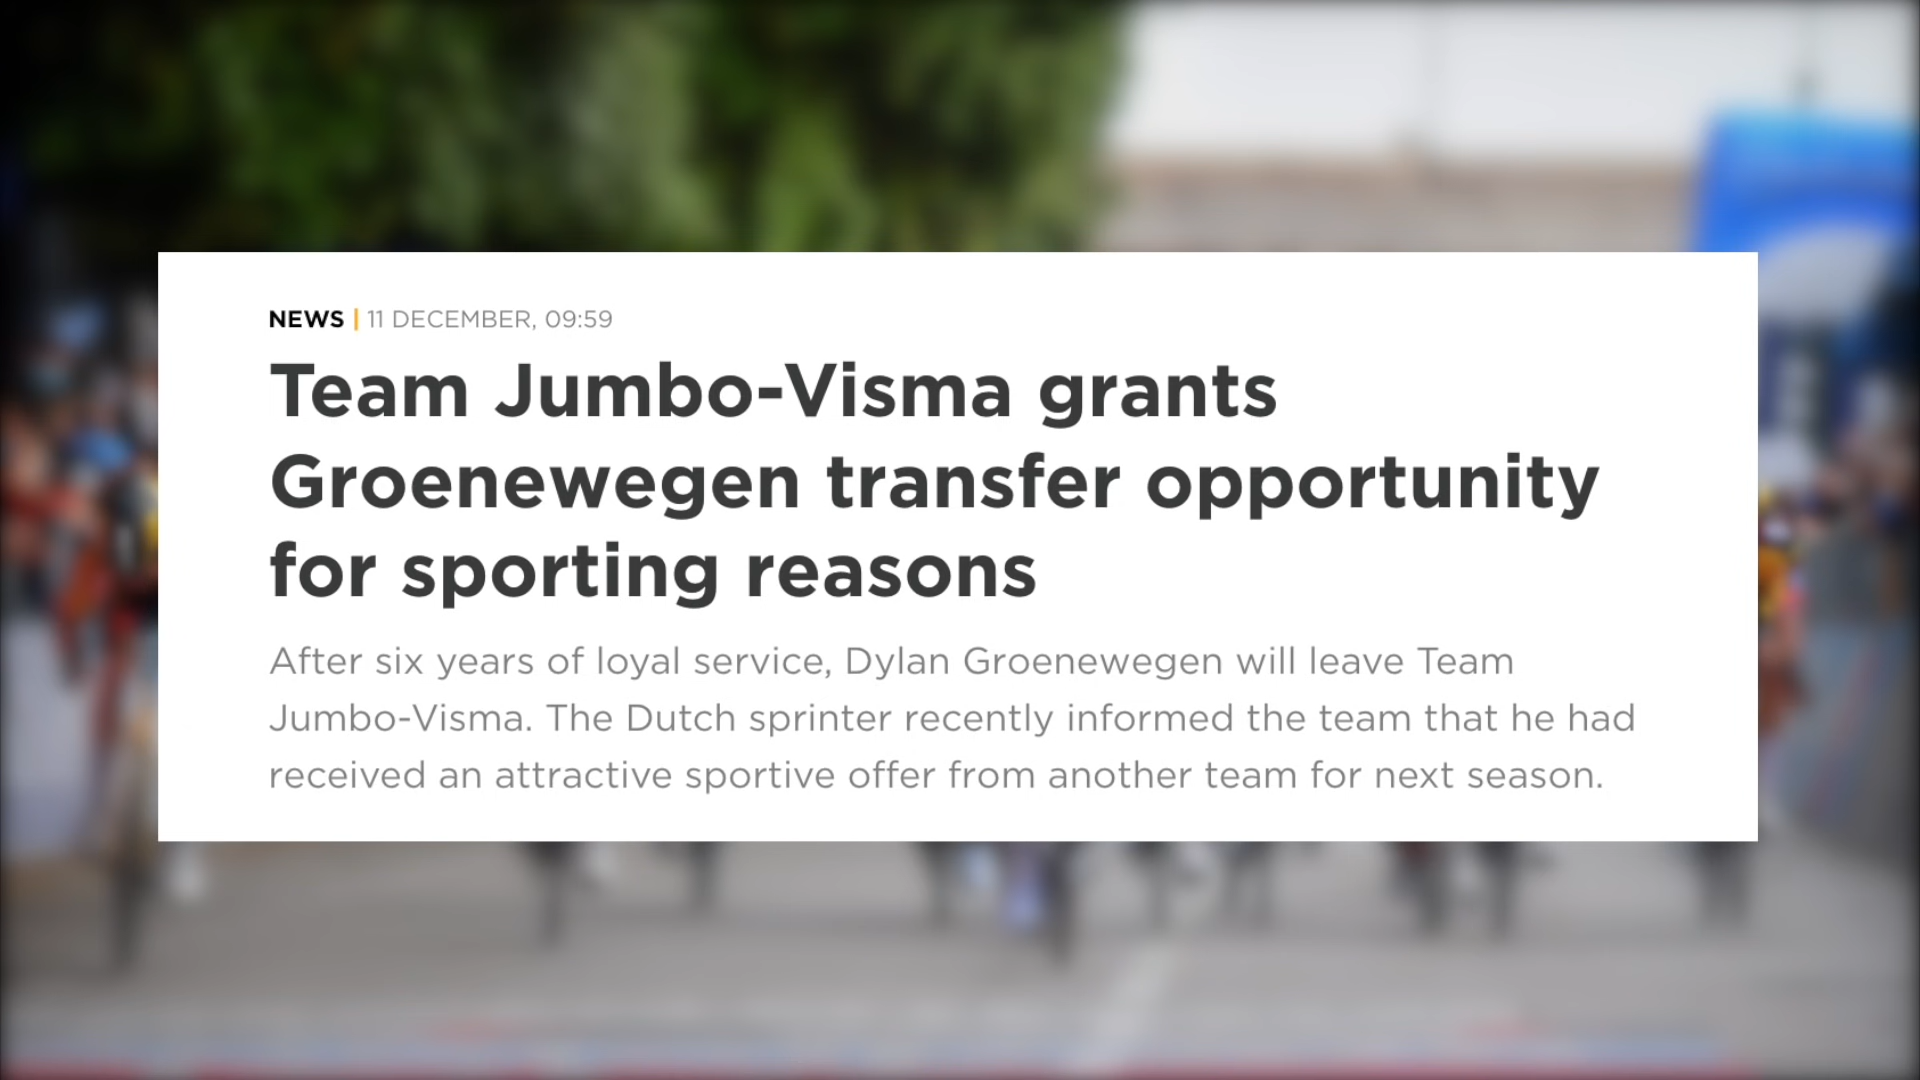 NEWS | 11 DECEMBER, 09:59
Team Jumbo-Visma grants
Groenewegen transfer opportunity
for sporting reasons
After six years of loyal service, Dylan Groenewegen will leave Team
Jumbo-Visma. The Dutch sprinter recently informed the team that he had
received an attractive sportive offer from another team for next season.